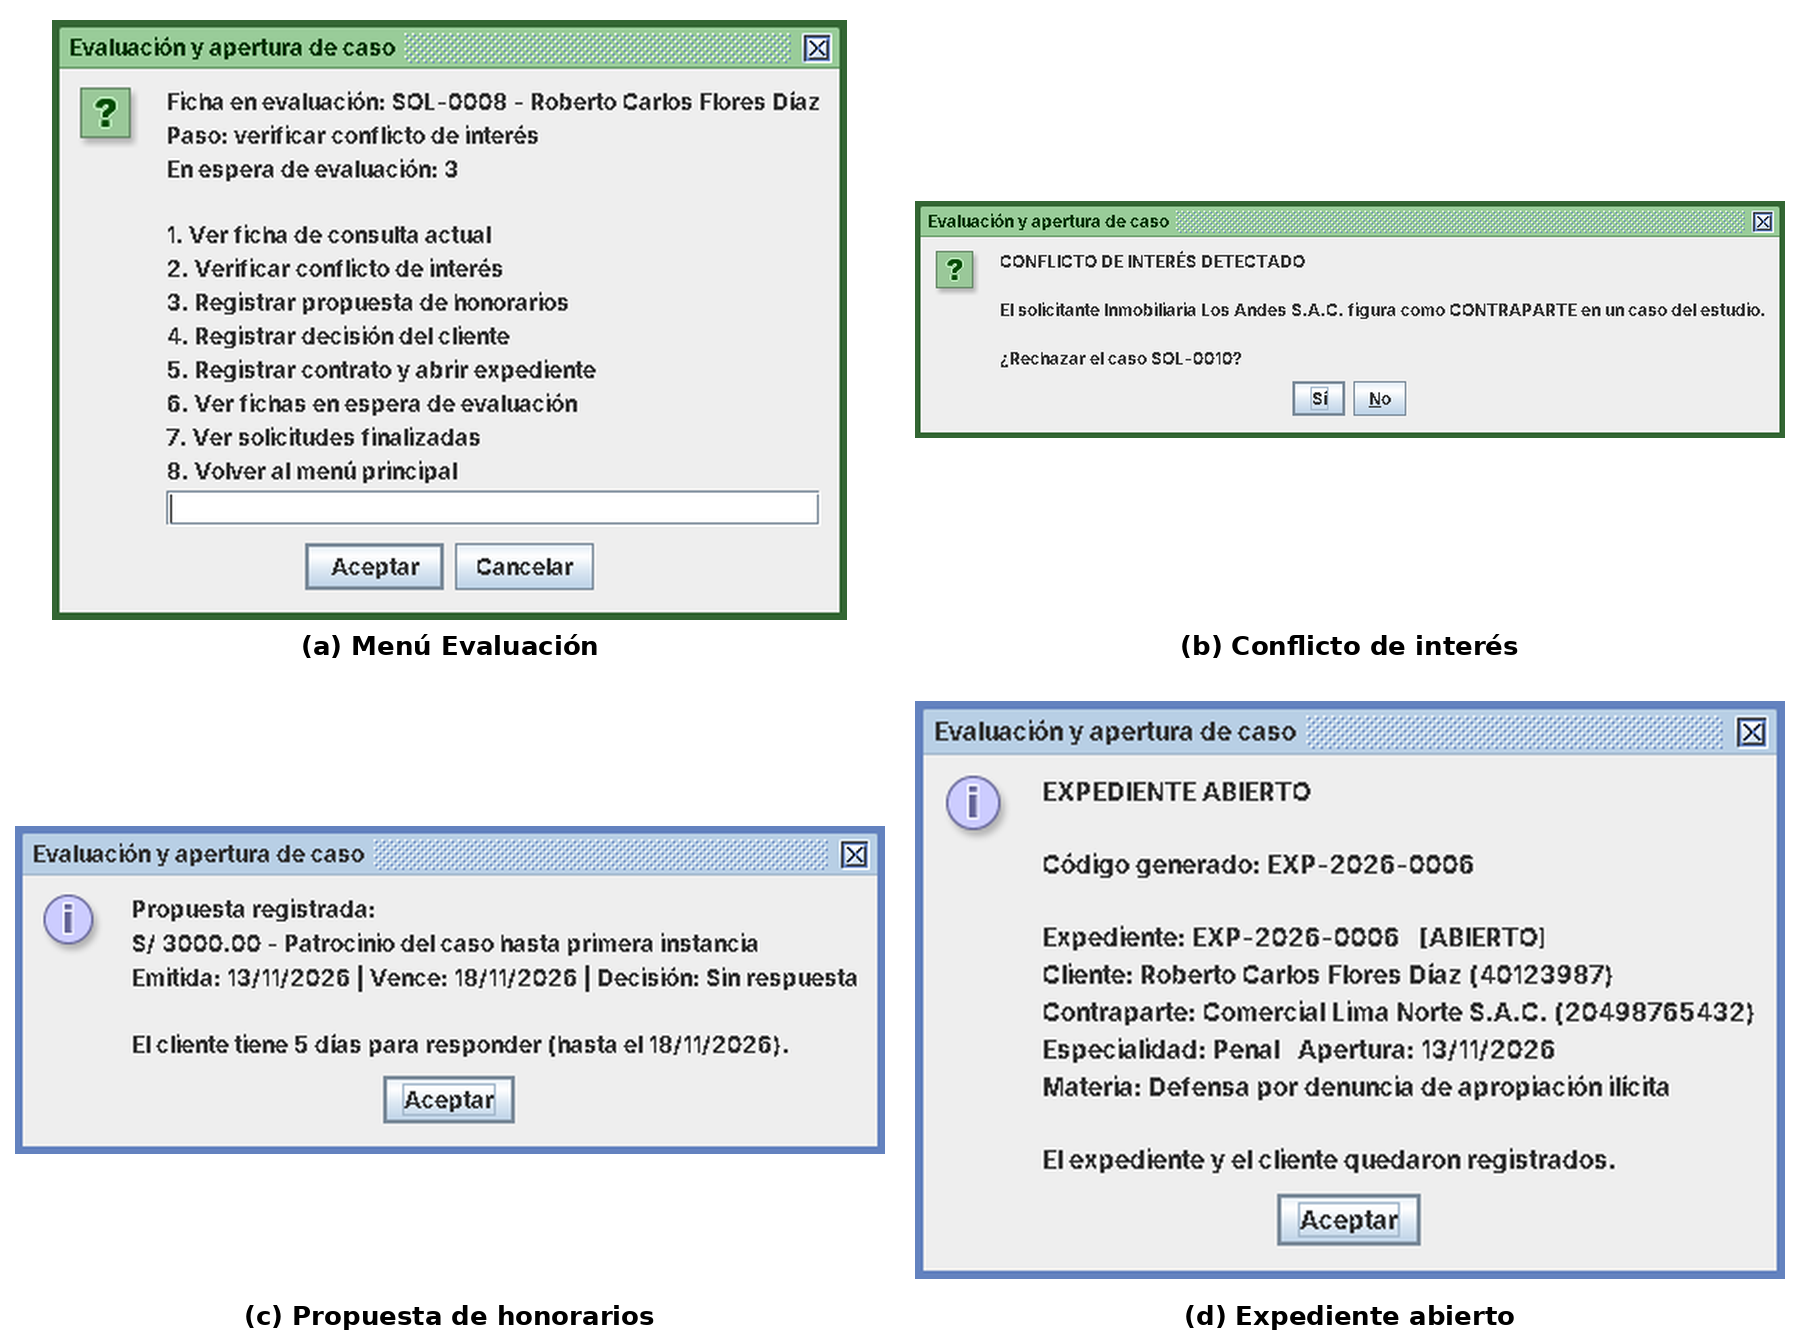 Evaluación y apertura de caso
Ficha en evaluación: SOL-0008 - Roberto Carlos Flores Díaz
Paso: verificar conflicto de interés
En espera de evaluación: 3
1. Ver ficha de consulta actual
2. Verificar conflicto de interés
3. Registrar propuesta de honorarios
4. Registrar decisión del cliente
5. Registrar contrato y abrir expediente
6. Ver fichas en espera de evaluación
7. Ver solicitudes finalizadas
8. Volver al menú principal
Aceptar Cancelar
(a) Menú Evaluación
Evaluación y apertura de caso
CONFLICTO DE INTERÉS DETECTADO
El solicitante Inmobiliaria Los Andes S.A.C. figura como CONTRAPARTE en un caso del estudio.
¿Rechazar el caso SOL-0010?
Sí No
(b) Conflicto de interés
Evaluación y apertura de caso
Propuesta registrada:
S/ 3000.00 - Patrocinio del caso hasta primera instancia
Emitida: 13/11/2026 | Vence: 18/11/2026 | Decisión: Sin respuesta
El cliente tiene 5 días para responder (hasta el 18/11/2026).
Aceptar
(c) Propuesta de honorarios
Evaluación y apertura de caso
EXPEDIENTE ABIERTO
Código generado: EXP-2026-0006
Expediente: EXP-2026-0006 [ABIERTO]
Cliente: Roberto Carlos Flores Díaz (40123987)
Contraparte: Comercial Lima Norte S.A.C. (20498765432)
Especialidad: Penal Apertura: 13/11/2026
Materia: Defensa por denuncia de apropiación ilícita
El expediente y el cliente quedaron registrados.
Aceptar
(d) Expediente abierto